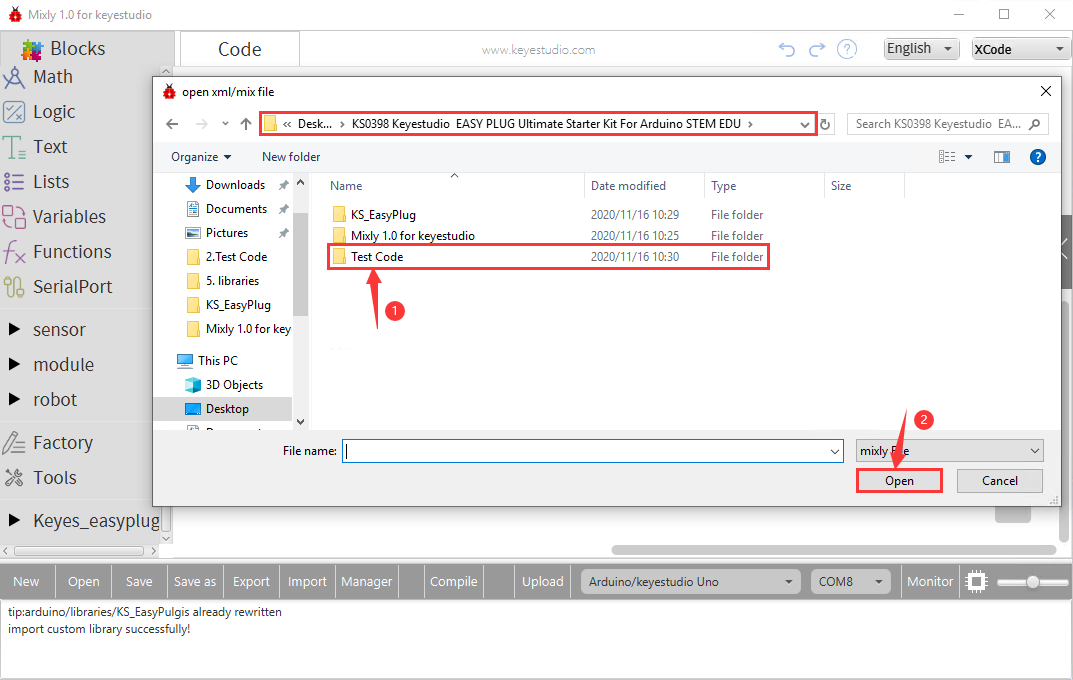 Mixly 1.0 for keyestudio
Blocks
Code
www.keyestudio.com
?
English
XCode
Math
Logic
Text
Lists
Variables
Functions
SerialPort
sensor
module
robot
Factory
Tools
Keyes_easyplug
open xml/mix file
« Desk... › KS0398 Keyestudio EASY PLUG Ultimate Starter Kit For Arduino STEM EDU ›
Search KS0398 Keyestudio EA...
Organize
New folder
?
Downloads
Documents
Pictures
2.Test Code
5. libraries
KS_EasyPlug
Mixly 1.0 for key
This PC
3D Objects
Desktop
Name Date modified Type Size
KS_EasyPlug 2020/11/16 10:29 File folder
Mixly 1.0 for keyestudio 2020/11/16 10:25 File folder
Test Code 2020/11/16 10:30 File folder
1
2
File name:
mixly File
Open
Cancel
New Open Save Save as Export Import Manager Compile Upload Arduino/keyestudio Uno COM8 Monitor
tip:arduino/libraries/KS_EasyPulgis already rewritten
import custom library successfully!